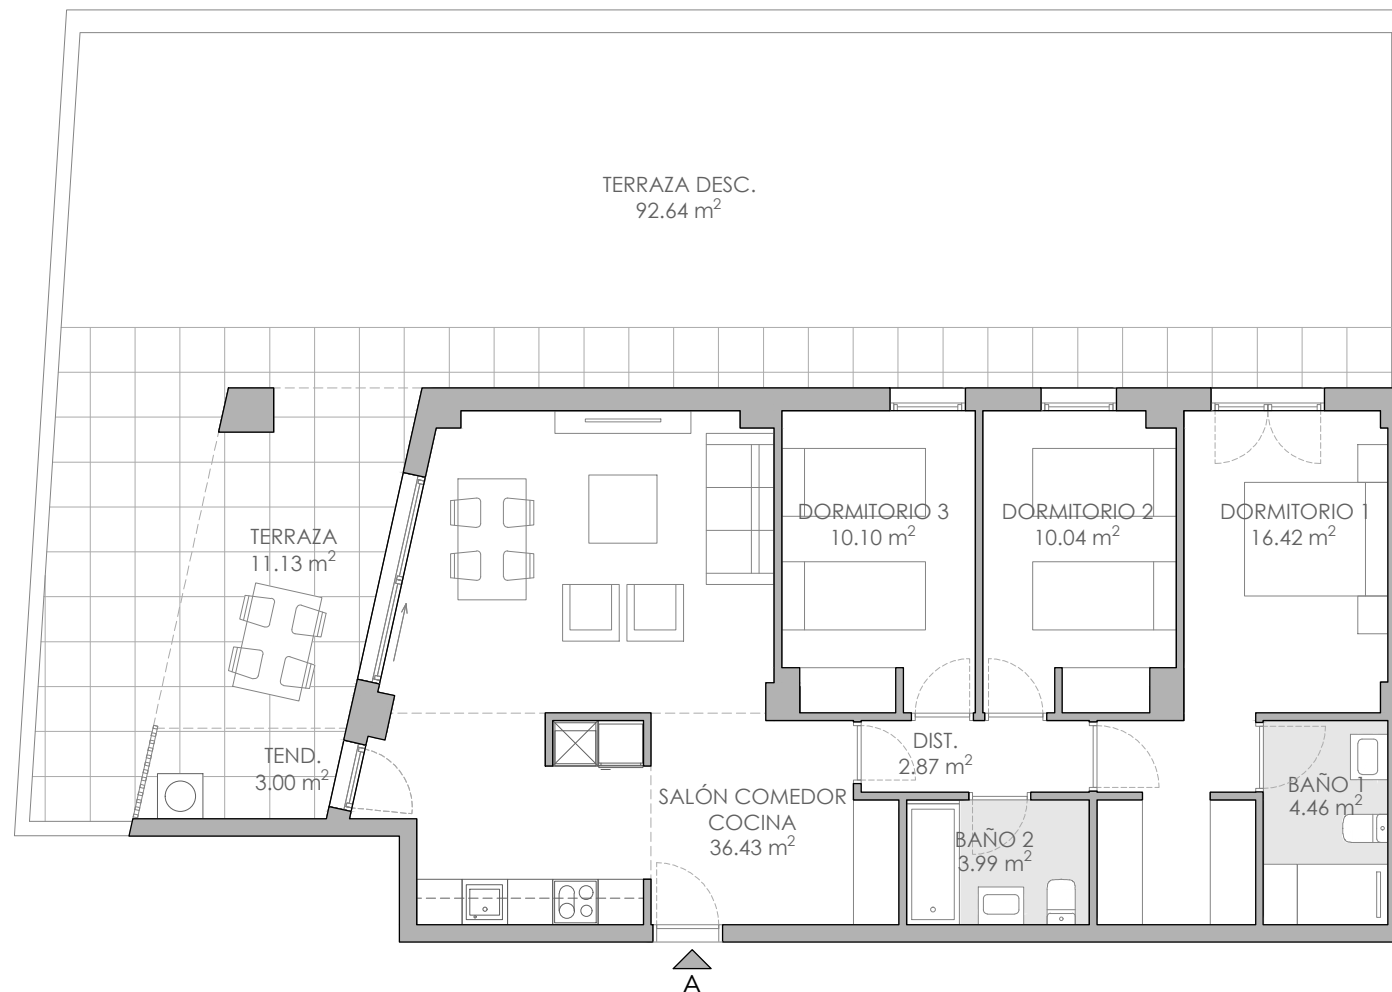 TERRAZA DESC.
92.64 m²
DORMITORIO 3
10.10 m²
DORMITORIO 2
10.04 m²
DORMITORIO 1
16.42 m²
TERRAZA
11.13 m²
TEND.
3.00 m²
DIST.
2.87 m²
SALÓN COMEDOR
COCINA
36.43 m²
BAÑO 2
3.99 m²
BAÑO 1
4.46 m²
A